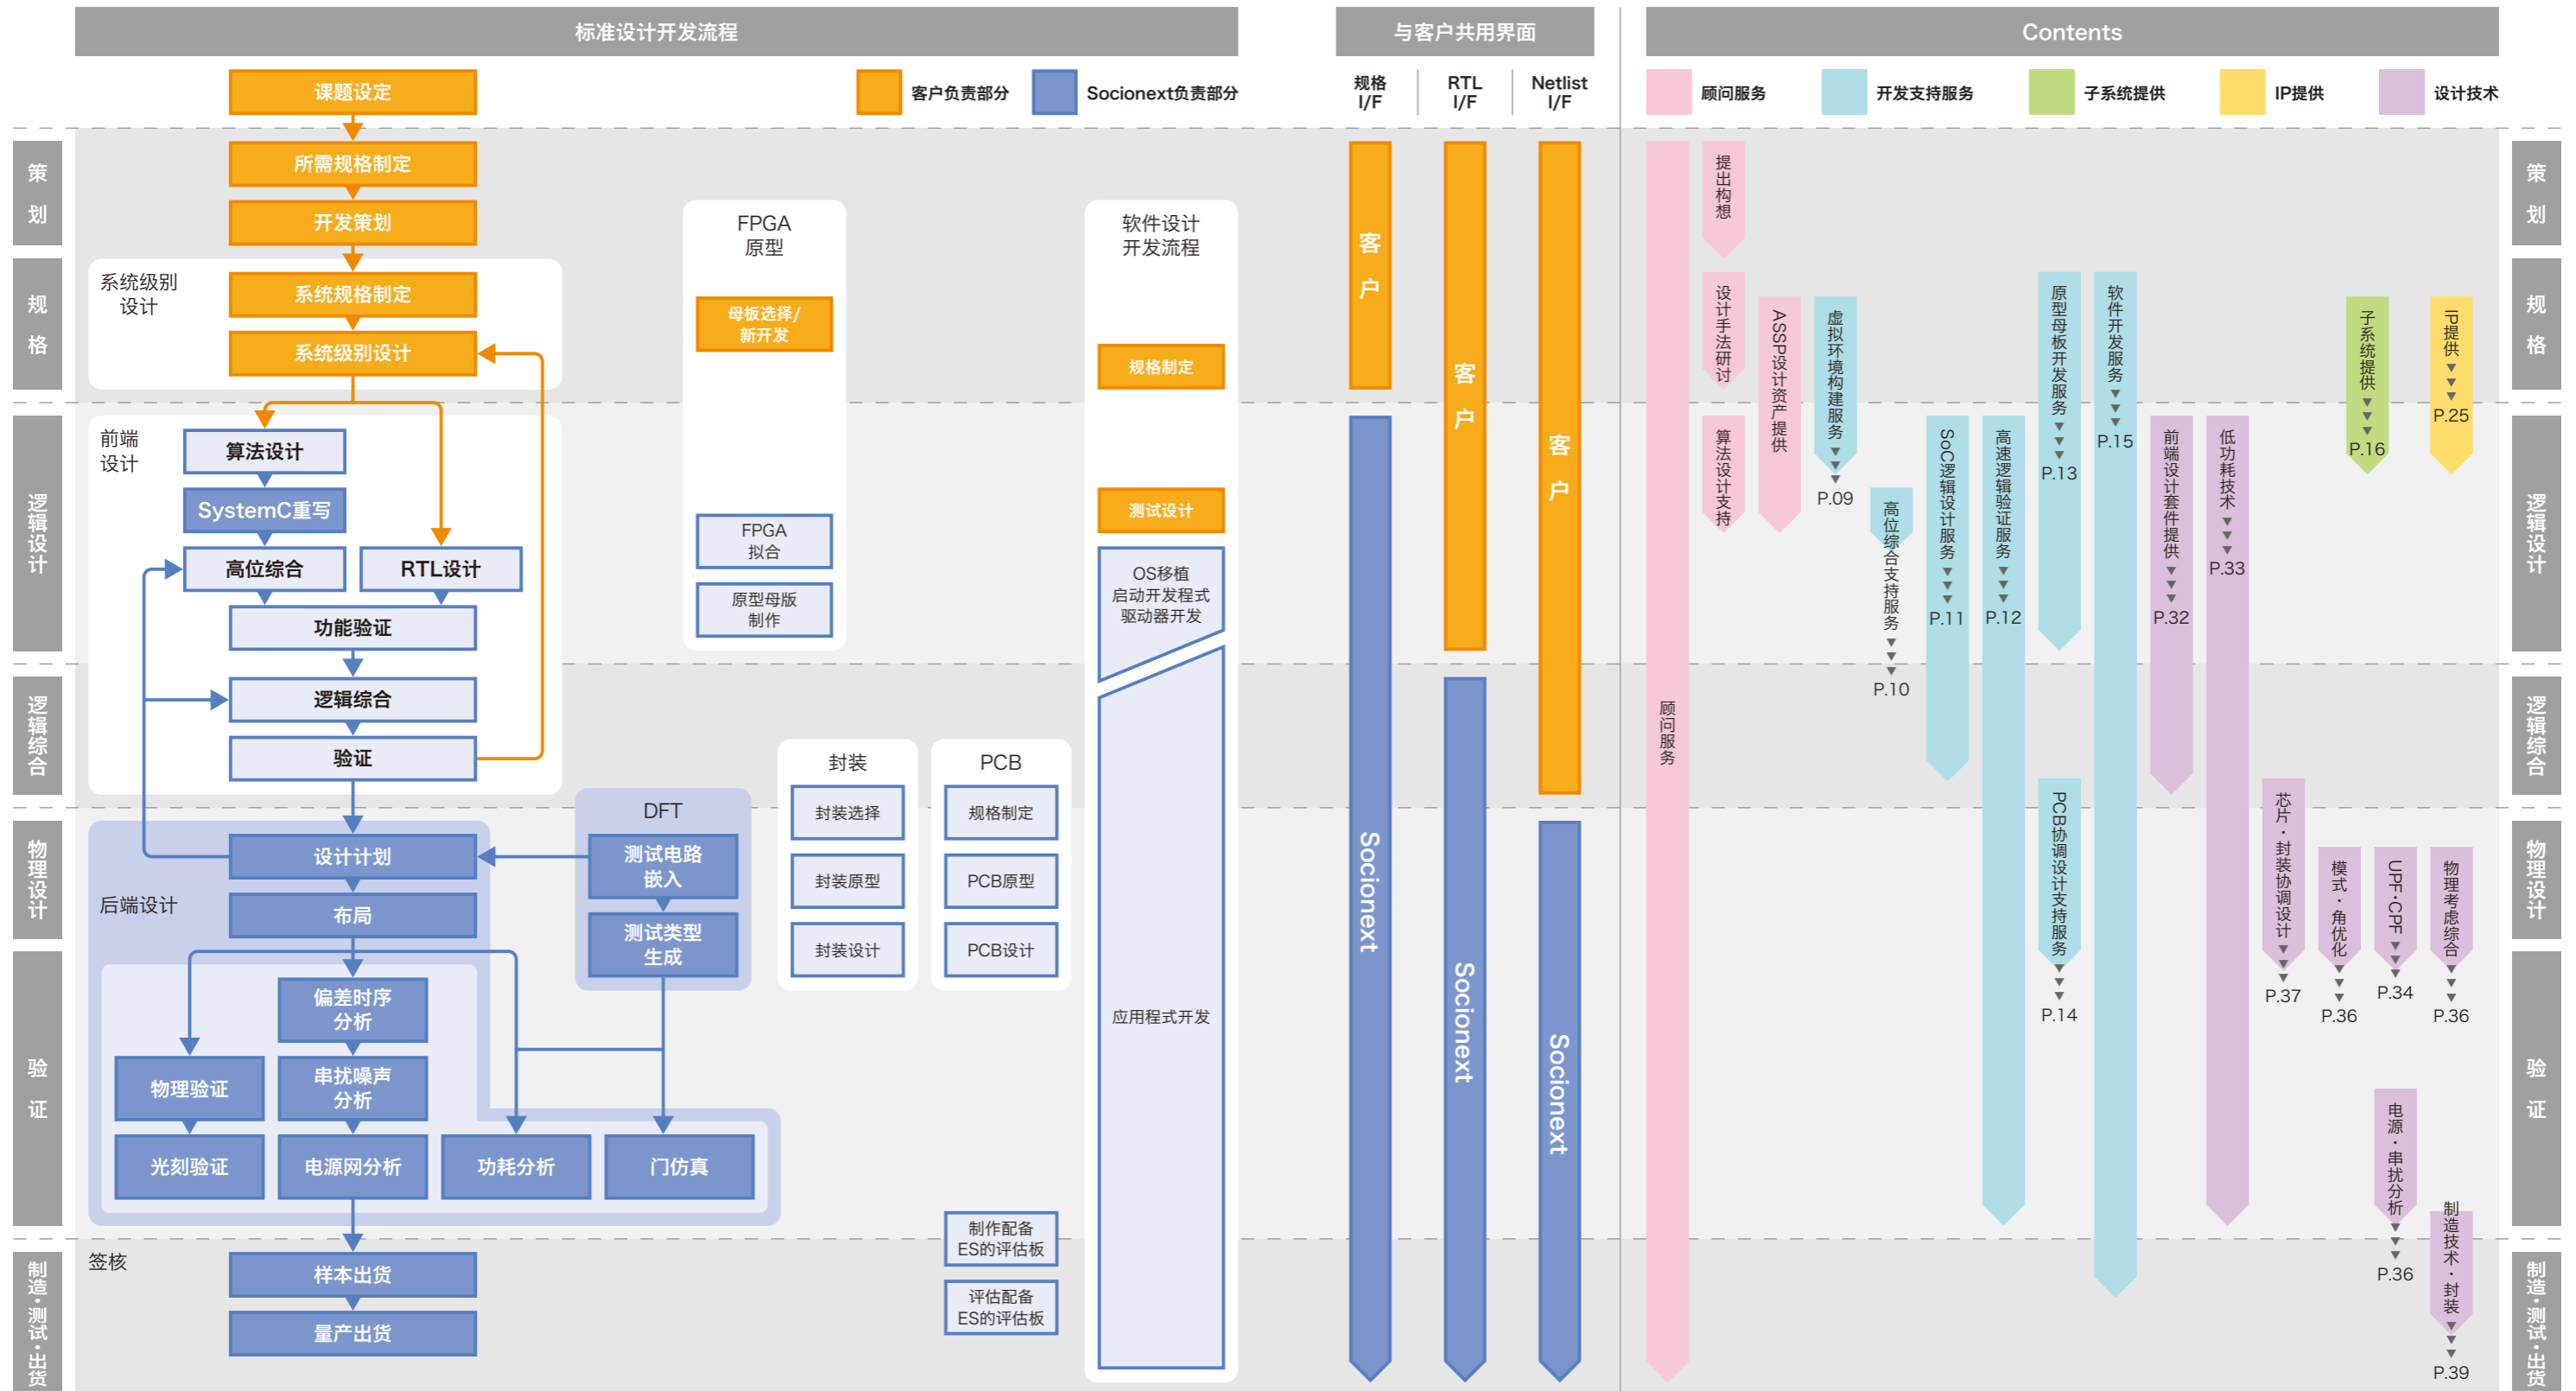 标准设计开发流程
与客户共用界面
Contents
客户负责部分
Socionext负责部分
规格
I/F
RTL
I/F
Netlist
I/F
顾问服务
开发支持服务
子系统提供
IP提供
设计技术
策划
规格
逻辑设计
逻辑综合
物理设计
验证
制造·测试·出货
课题设定
所需规格制定
开发策划
系统级别
设计
系统规格制定
系统级别设计
前端
设计
算法设计
SystemC重写
高位综合
RTL设计
功能验证
逻辑综合
验证
后端设计
设计计划
布局
偏差时序
分析
物理验证
串扰噪声
分析
光刻验证
电源网分析
功耗分析
门仿真
签核
样本出货
量产出货
DFT
测试电路
嵌入
测试类型
生成
FPGA
原型
母板选择/
新开发
FPGA
拟合
原型母版
制作
封装
封装选择
封装原型
封装设计
PCB
规格制定
PCB原型
PCB设计
制作配备
ES的评估板
评估配备
ES的评估板
软件设计
开发流程
规格制定
测试设计
OS移植
启动开发程式
驱动器开发
应用程式开发
客户
Socionext
客户
Socionext
客户
Socionext
顾问服务
提出构想
设计手法研讨
算法设计支持
ASSP设计资产提供
虚拟环境构建服务▼▼▼
P.09
高位综合支持服务▼▼▼
P.10
SoC逻辑设计服务▼▼▼
P.11
高速逻辑验证服务▼▼▼
P.12
原型母板开发服务▼▼▼
P.13
PCB协调设计支持服务▼▼▼
P.14
软件开发服务▼▼▼
P.15
前端设计套件提供▼▼▼
P.32
低功耗技术▼▼▼
P.33
芯片·封装协调设计▼▼▼
P.37
子系统提供▼▼▼
P.16
模式·角优化▼▼▼
P.36
UPF·CPF▼▼▼
P.34
电源·串扰分析▼▼▼
P.36
IP提供▼▼▼
P.25
物理考虑综合▼▼▼
P.36
制造技术·封装▼▼▼
P.39
策划
规格
逻辑设计
逻辑综合
物理设计
验证
制造·测试·出货